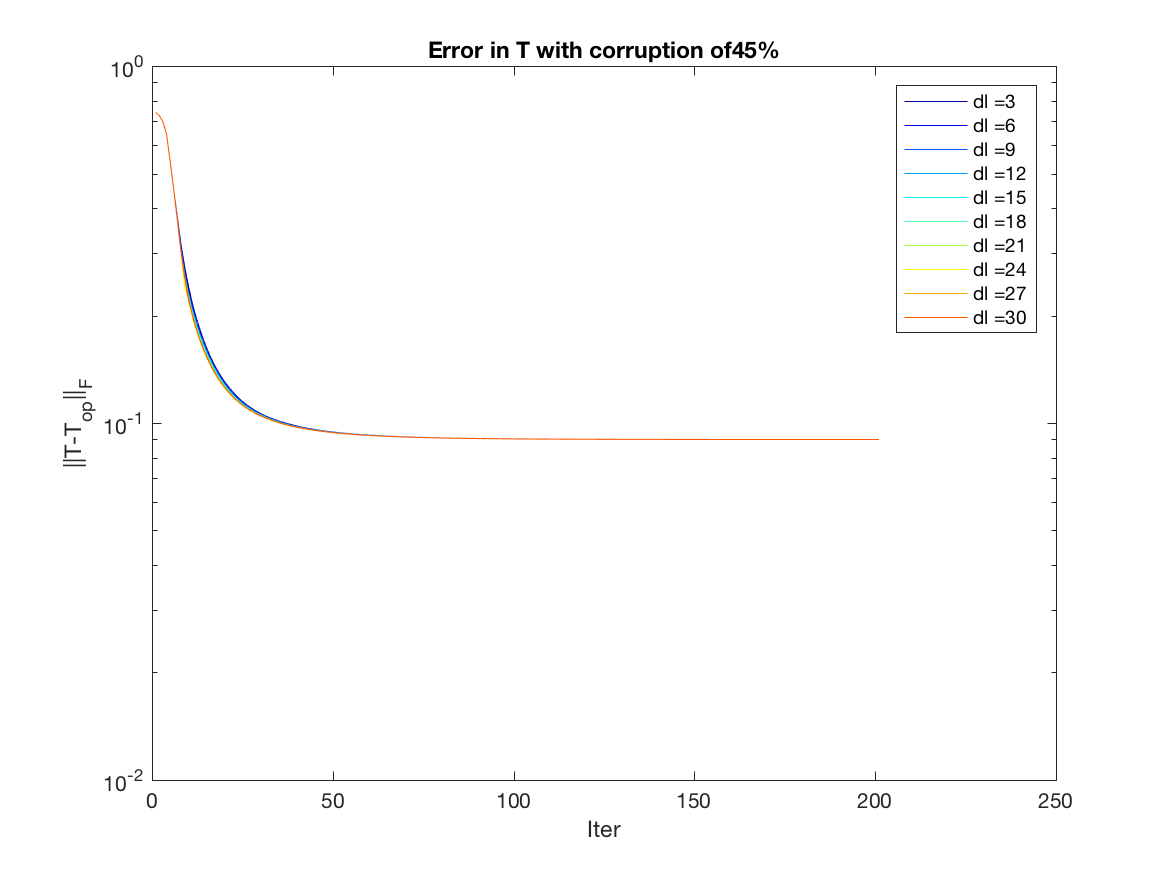 Error in T with corruption of45%
10^0
10^-1
10^-2
||T-T_op||_F
0
50
100
150
200
250
Iter
dl =3
dl =6
dl =9
dl =12
dl =15
dl =18
dl =21
dl =24
dl =27
dl =30